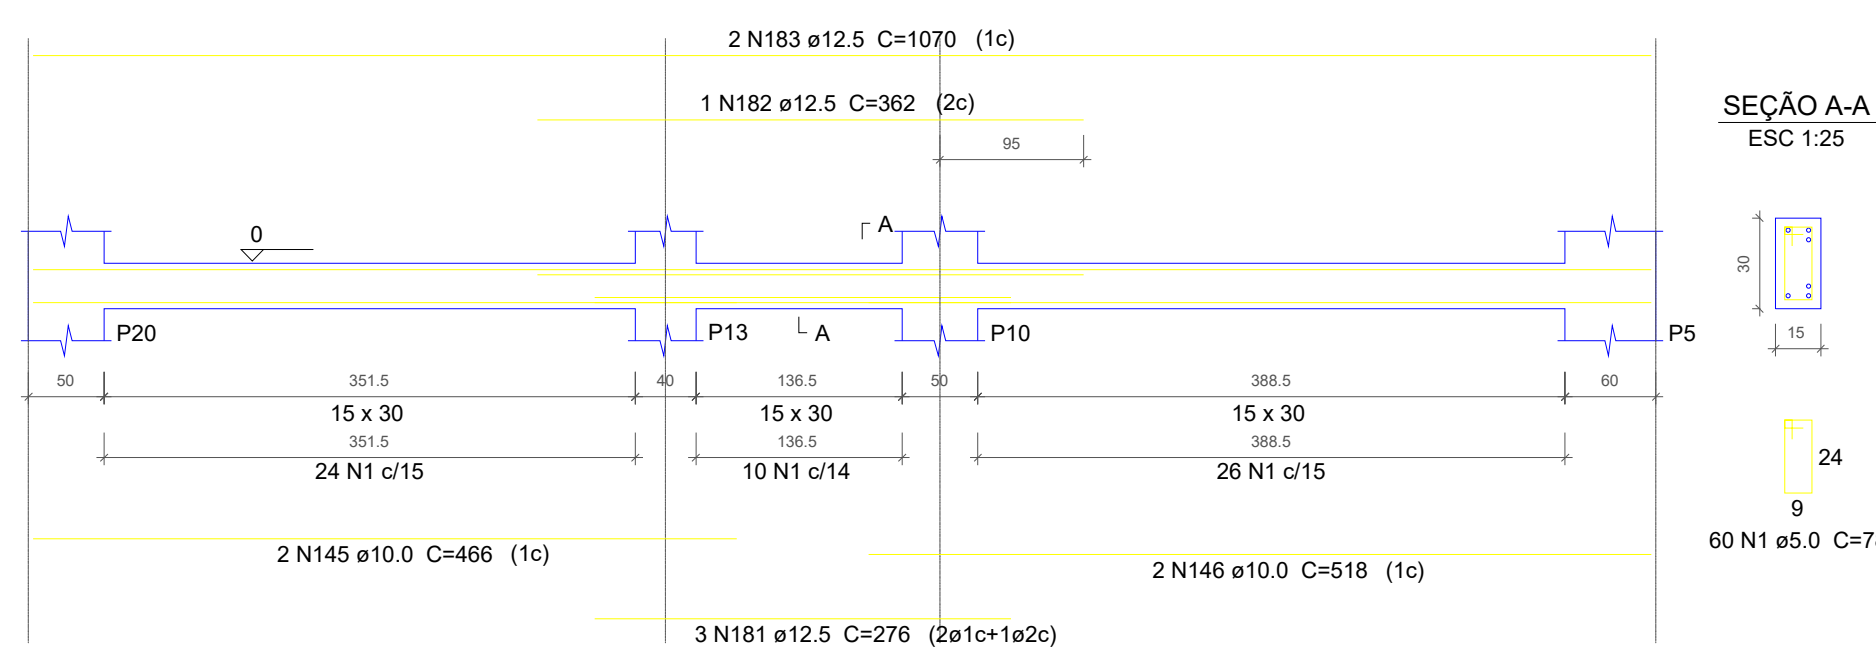 2 N183 ø12.5 C=1070 (1c)
1 N182 ø12.5 C=362 (2c)
95
SEÇÃO A-A
ESC 1:25
0
A
30
15
P20
P13
A
P10
P5
50
351.5
40
136.5
50
388.5
60
15 x 30
15 x 30
15 x 30
351.5
136.5
388.5
24 N1 c/15
10 N1 c/14
26 N1 c/15
24
9
60 N1 ø5.0
2 N145 ø10.0 C=466 (1c)
2 N146 ø10.0 C=518 (1c)
3 N181 ø12.5 C=276 (2ø1c+1ø2c)